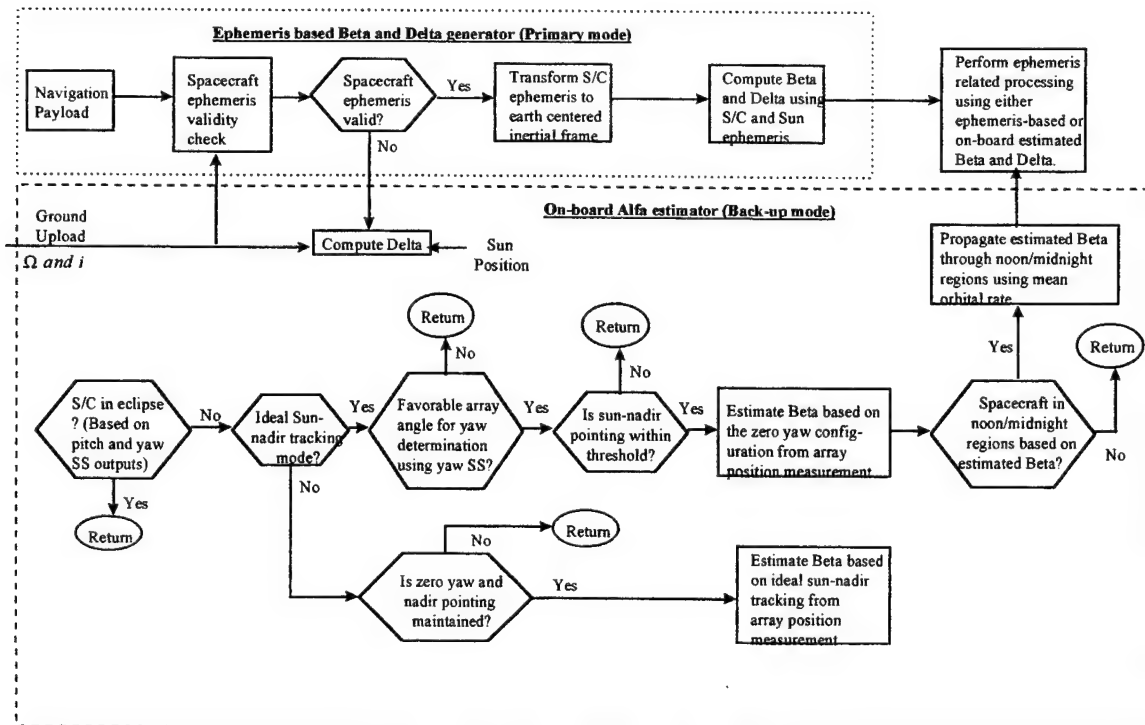 Ephemeris based Beta and Delta generator (Primary mode)
Navigation
Payload
Spacecraft
ephemeris
validity
check
Spacecraft
ephemeris
valid?
Yes
No
Transform S/C
ephemeris to
earth centered
inertial frame
Compute Beta
and Delta using
S/C and Sun
ephemeris
Perform ephemeris
related processing
using either
ephemeris-based or
on-board estimated
Beta and Delta.
On-board Alfa estimator (Back-up mode)
Ground
Upload
Ω and i
Compute Delta
Sun
Position
Propagate estimated Beta
through noon/midnight
regions using mean
orbital rate
Return
No
Return
No
Yes
Return
S/C in eclipse
? (Based on
pitch and yaw
SS outputs)
No
Yes
Return
Ideal Sun-
nadir tracking
mode?
Yes
No
Favorable array
angle for yaw
determination
using yaw SS?
Yes
Is sun-nadir
pointing within
threshold?
Yes
Estimate Beta based on
the zero yaw config-
uration from array
position measurement
Spacecraft in
noon/midnight
regions based on
estimated Beta?
No
No
Return
Is zero yaw and
nadir pointing
maintained?
Yes
Estimate Beta based
on ideal sun-nadir
tracking from
array position
measurement